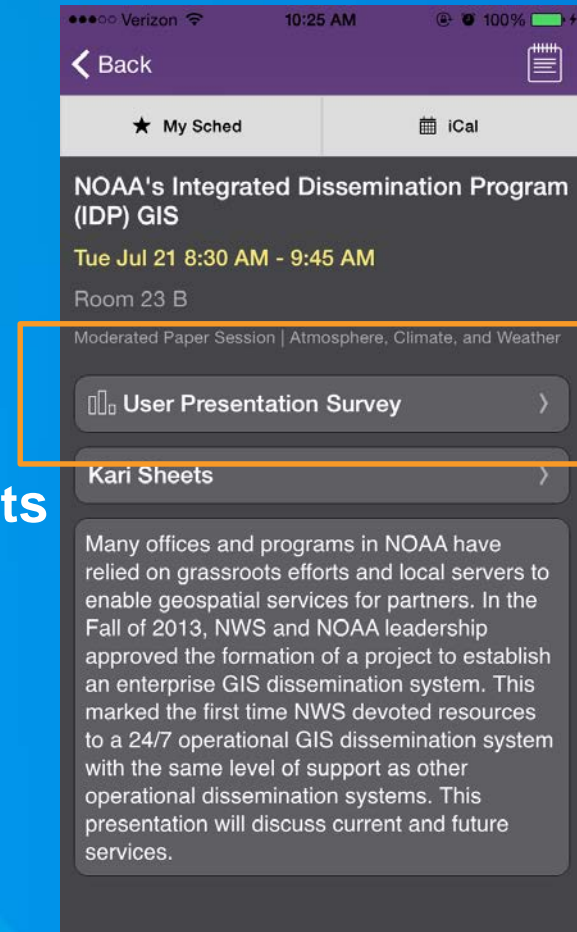 Verizon 10:25 AM 100%
Back
My Sched
iCal
NOAA's Integrated Dissemination Program
(IDP) GIS
Tue Jul 21 8:30 AM - 9:45 AM
Room 23 B
Moderated Paper Session | Atmosphere, Climate, and Weather
User Presentation Survey
Kari Sheets
ts
Many offices and programs in NOAA have
relied on grassroots efforts and local servers to
enable geospatial services for partners. In the
Fall of 2013, NWS and NOAA leadership
approved the formation of a project to establish
an enterprise GIS dissemination system. This
marked the first time NWS devoted resources
to a 24/7 operational GIS dissemination system
with the same level of support as other
operational dissemination systems. This
presentation will discuss current and future
services.